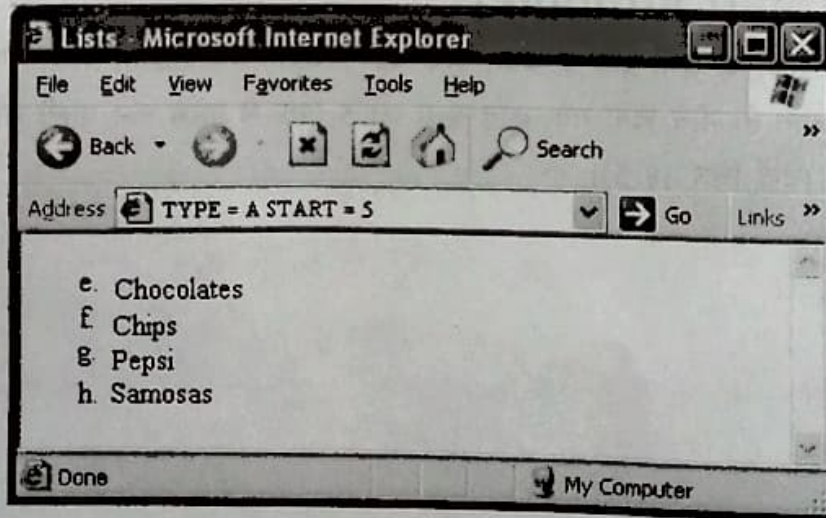 Lists - Microsoft Internet Explorer
File Edit View Favorites Tools Help
Back Search »
Address TYPE = A START = 5 Go Links »
e. Chocolates
f. Chips
g. Pepsi
h. Samosas
Done My Computer